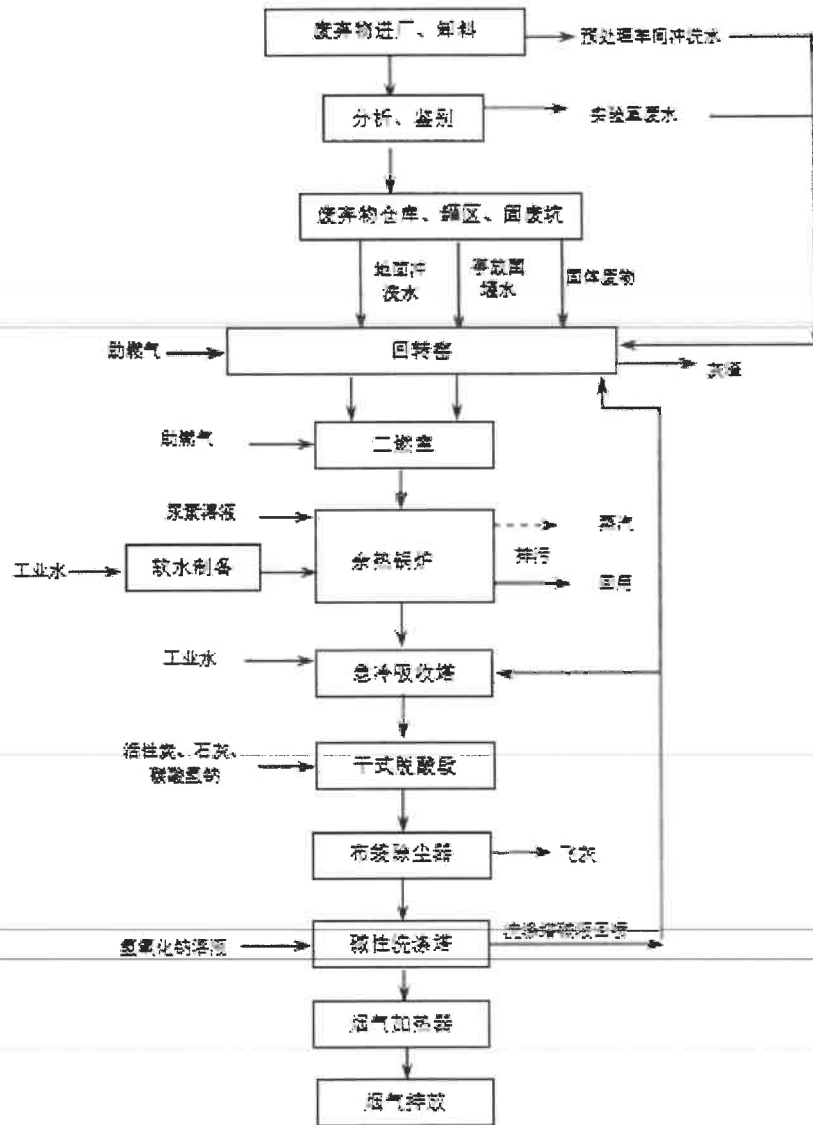 废弃物进厂、卸料
预处理车间冲洗水
分析、鉴别
实验室废水
废弃物仓库、罐区、固废坑
地面冲
洗水
事故围
堰水
固体废物
助燃气
回转窑
灰渣
助燃气
二燃室
尿素溶液
蒸汽
工业水
软水制备
余热锅炉
排污
回用
工业水
急冷吸收塔
活性炭、石灰、
碳酸氢钠
干式脱酸段
布袋除尘器
飞灰
氢氧化钠溶液
碱性洗涤塔
烟气加热器
烟气排放